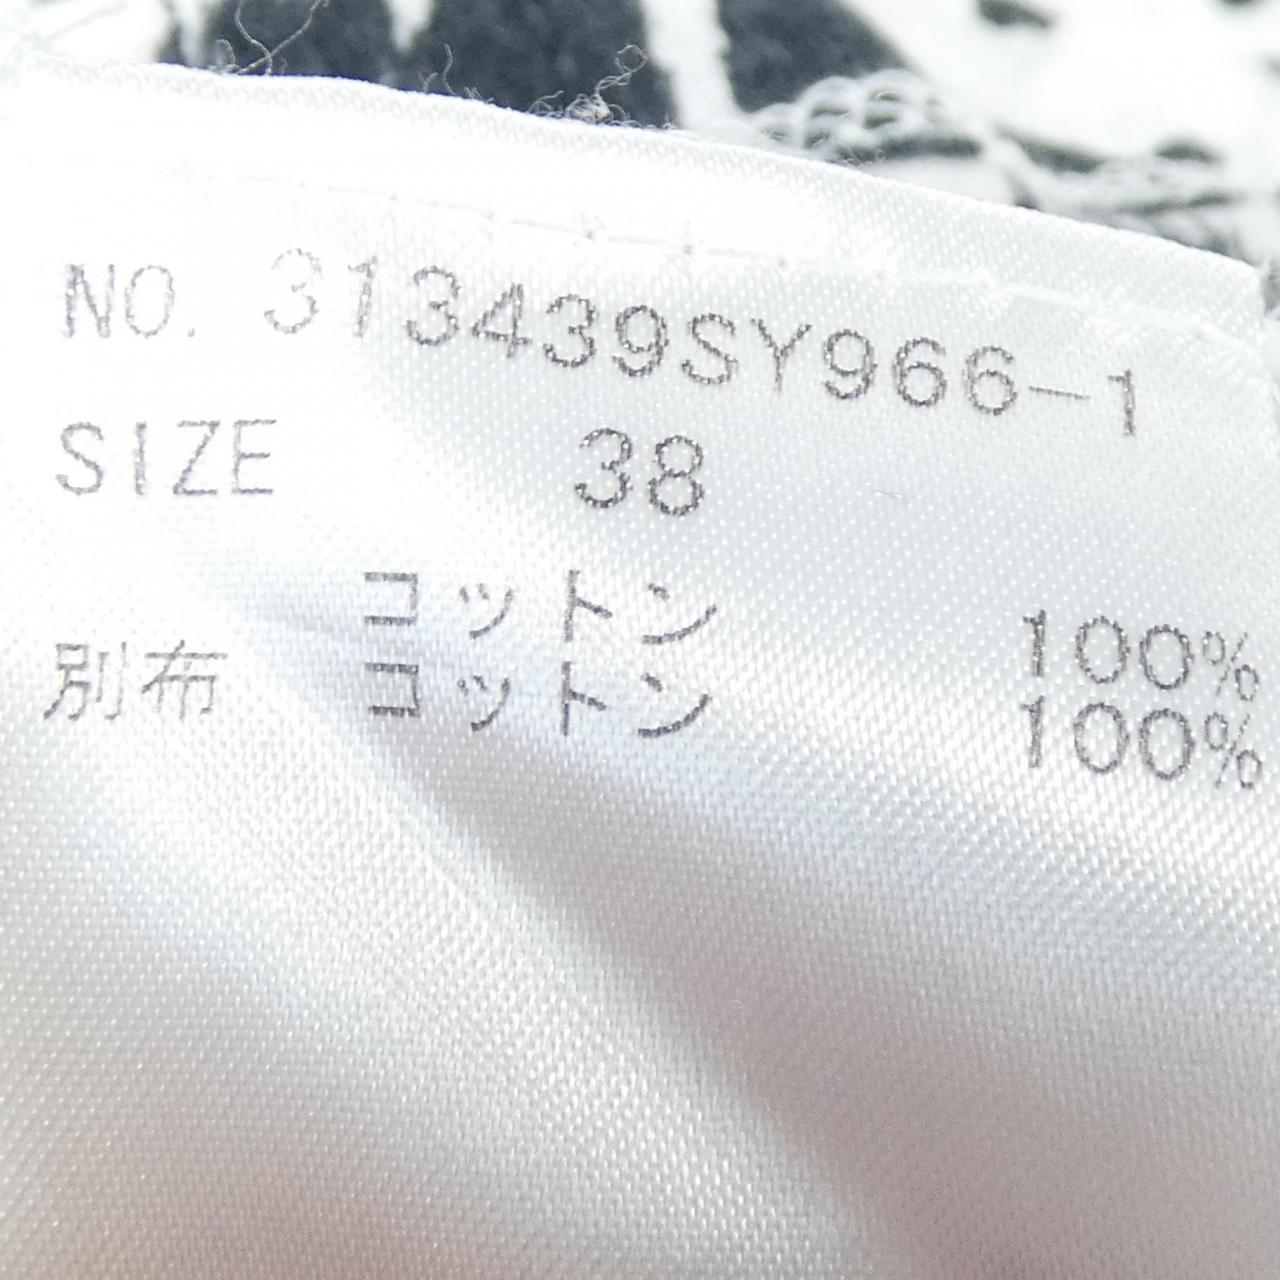 NO. 313439SY966-1
SIZE 38
コットン 100%
別布 コットン 100%